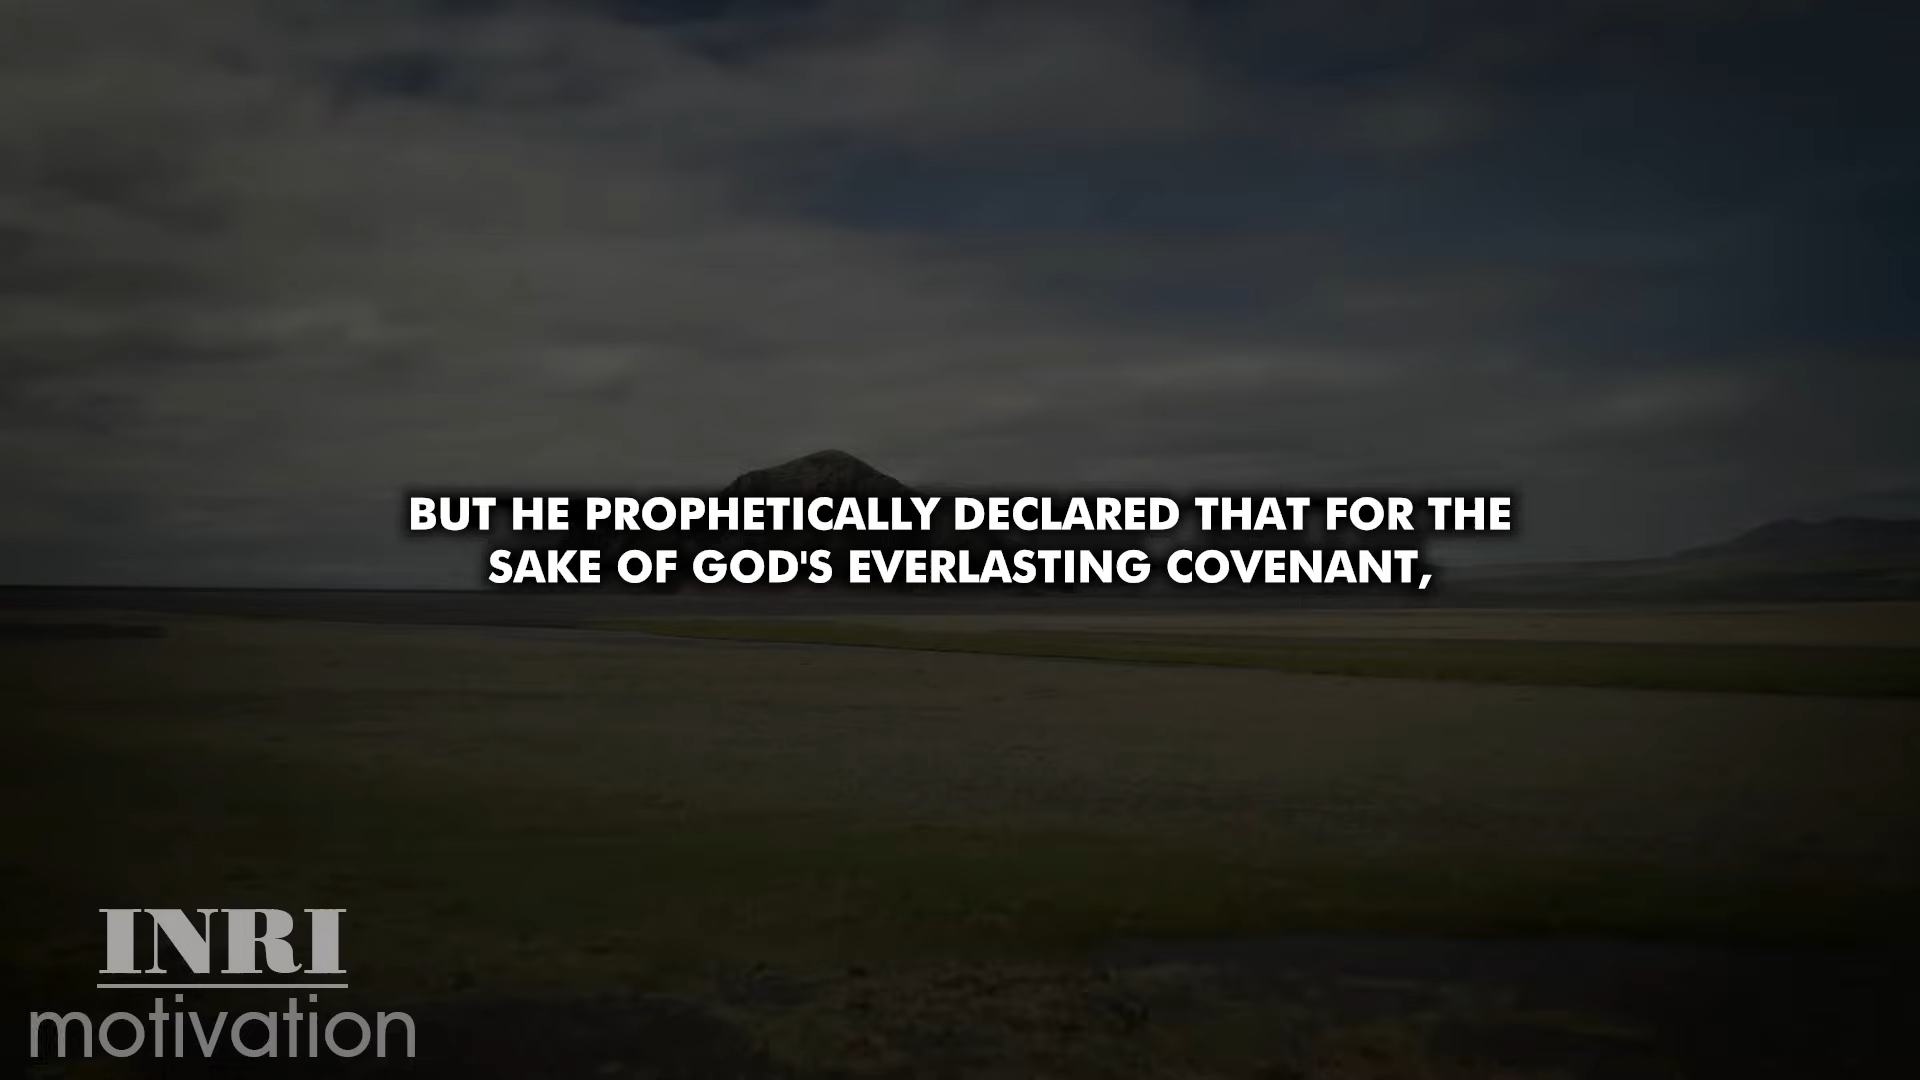 BUT HE PROPHETICALLY DECLARED THAT FOR THE
SAKE OF GOD'S EVERLASTING COVENANT,
INRI
motivation